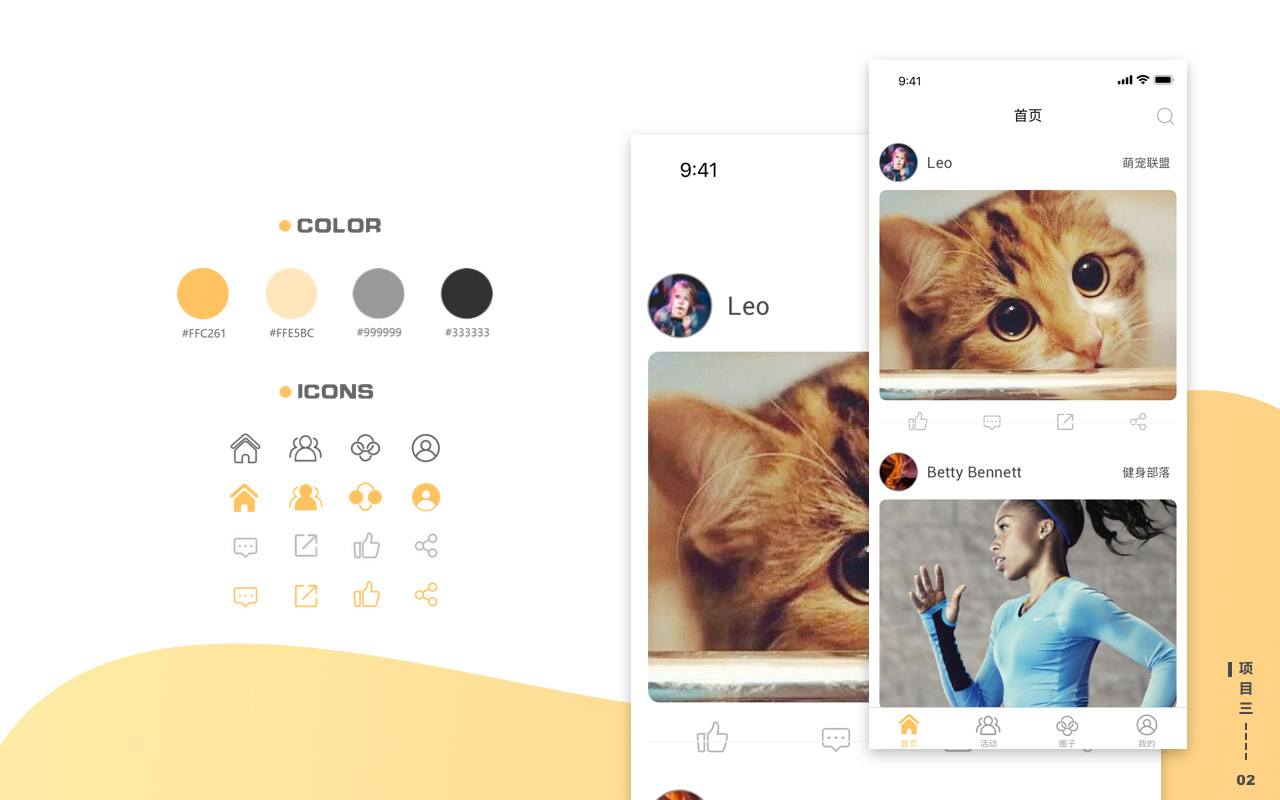 COLOR
#FFC261
#FFE5BC
#999999
#333333
ICONS
9:41
Leo
9:41
首页
Leo
萌宠联盟
Betty Bennett
健身部落
首页
活动
圈子
我的
项目三
02